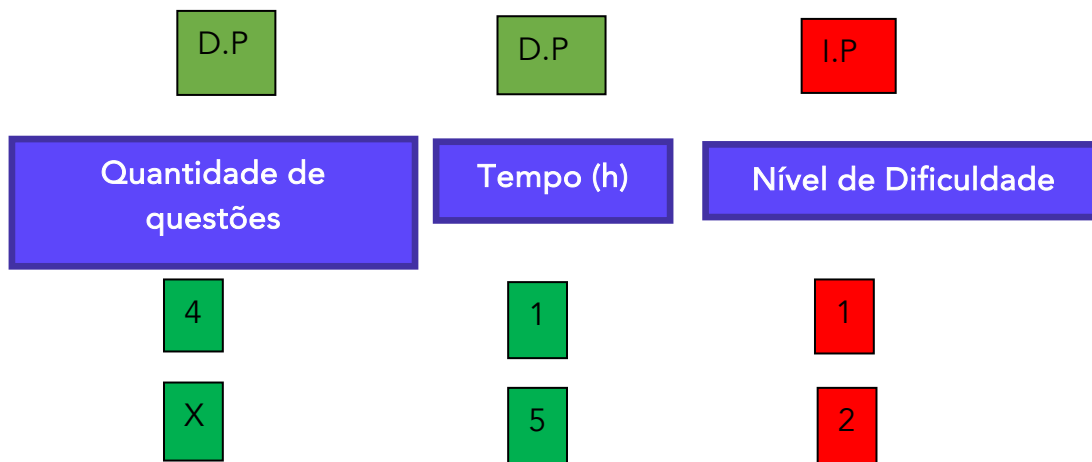 D.P D.P I.P
Quantidade de
questões
Tempo (h)
Nível de Dificuldade
4 1 1
X 5 2